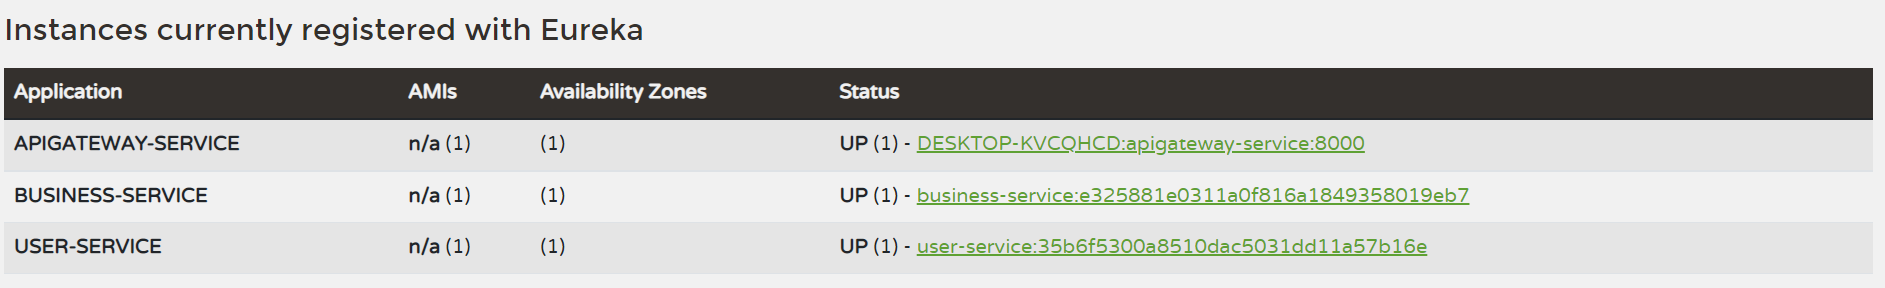 Instances currently registered with Eureka
Application AMIs Availability Zones Status
APIGATEWAY-SERVICE n/a (1) (1) UP (1) - DESKTOP-KVCQHCD:apigateway-service:8000
BUSINESS-SERVICE n/a (1) (1) UP (1) - business-service:e325881e0311a0f816a1849358019eb7
USER-SERVICE n/a (1) (1) UP (1) - user-service:35b6f5300a8510dac5031dd11a57b16e